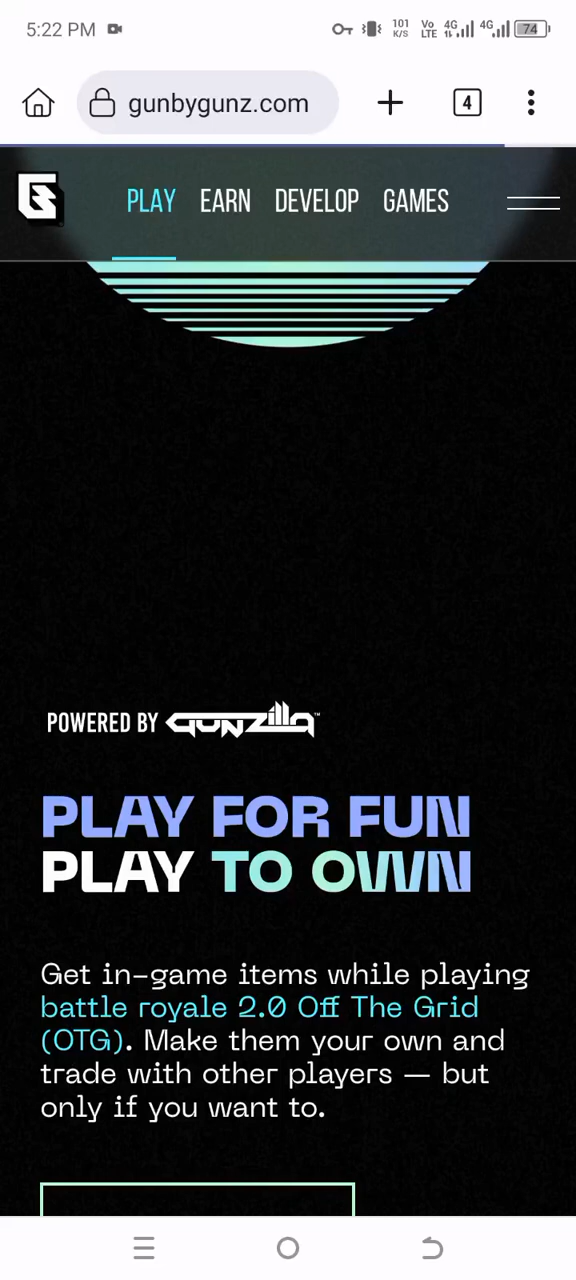 5:22 PM
101 K/S Vo LTE 4G 4G 74
gunbygunz.com
4
PLAY EARN DEVELOP GAMES
POWERED BY GUNZilla™
PLAY FOR FUN
PLAY TO OWN
Get in-game items while playing
battle royale 2.0 Off The Grid
(OTG). Make them your own and
trade with other players — but
only if you want to.